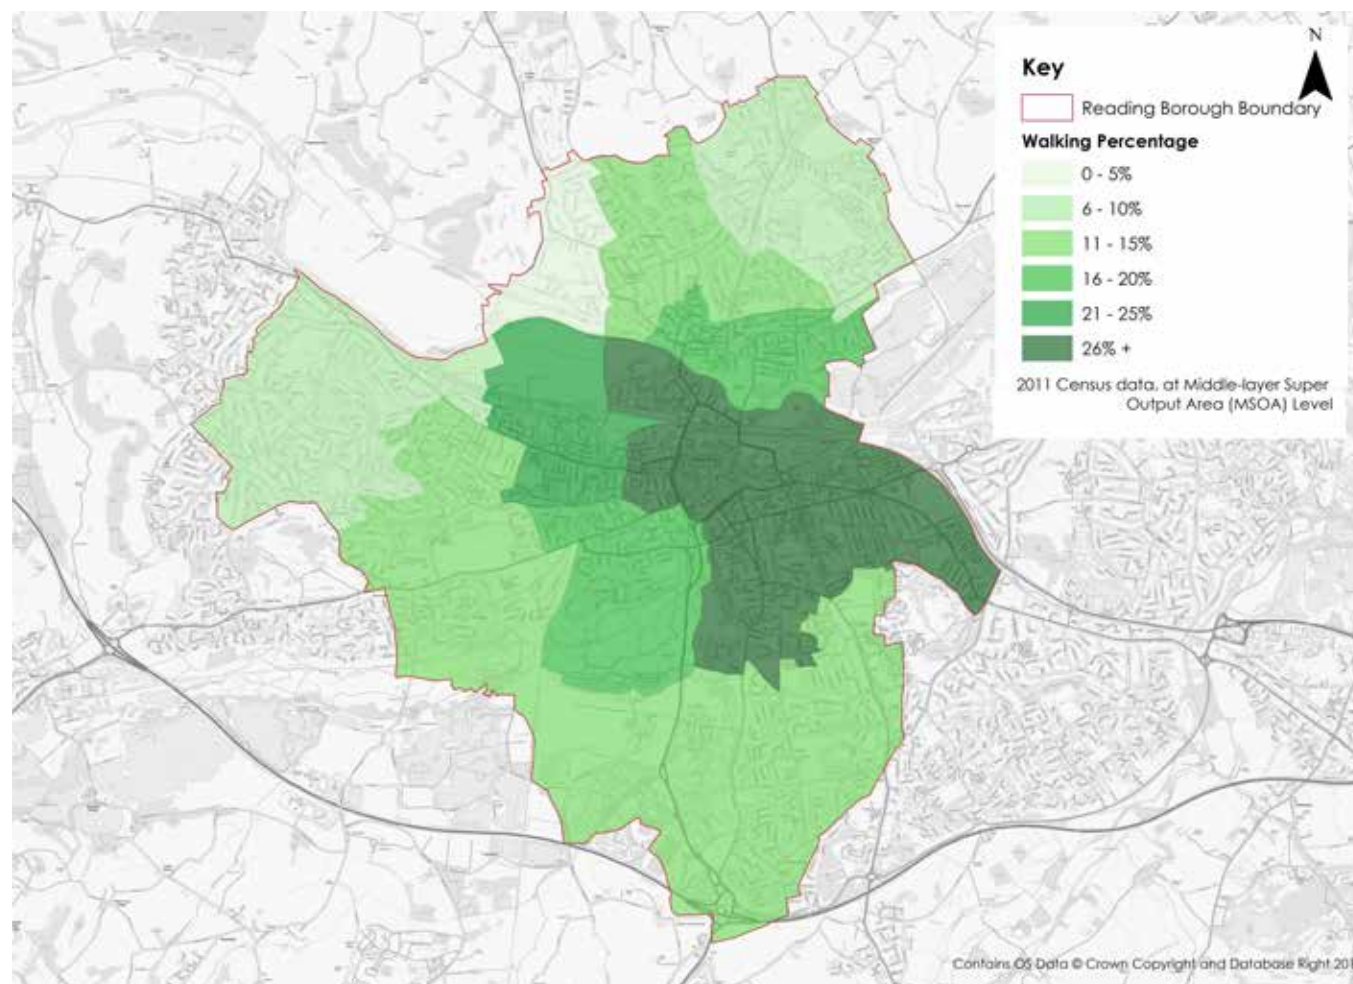 N
Key
Reading Borough Boundary
Walking Percentage
0 - 5%
6 - 10%
11 - 15%
16 - 20%
21 - 25%
26% +
2011 Census data, at Middle-layer Super
Output Area (MSOA) Level
Contains OS Data © Crown Copyright and Database Right 201